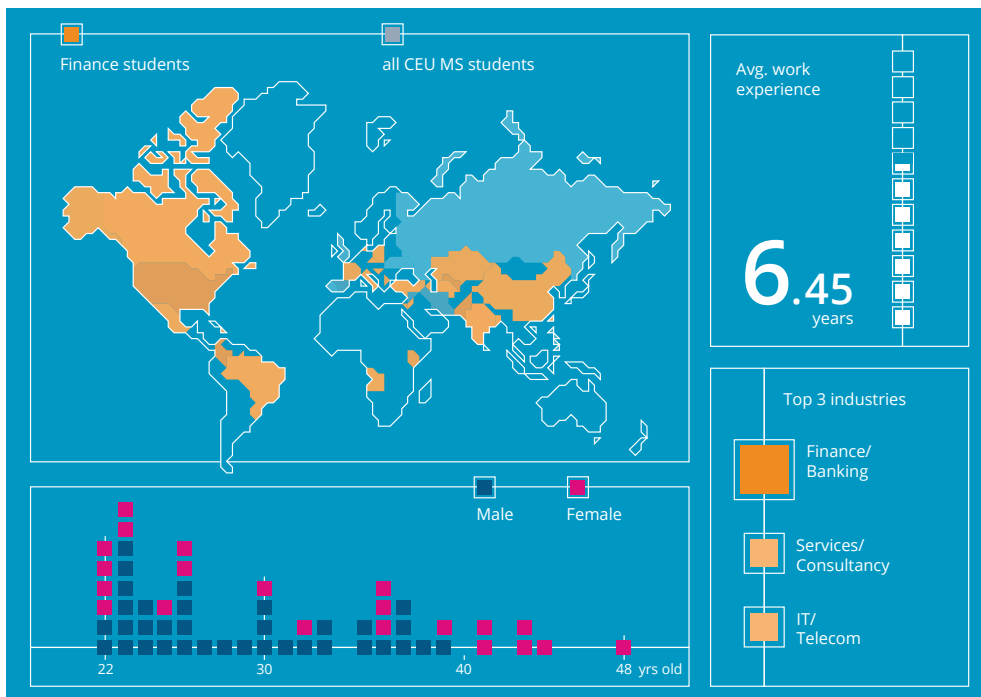 Finance students
all CEU MS students
Avg. work
experience
6.45
years
Top 3 industries
Finance/
Banking
Services/
Consultancy
IT/
Telecom
Male
Female
22
30
40
48 yrs old